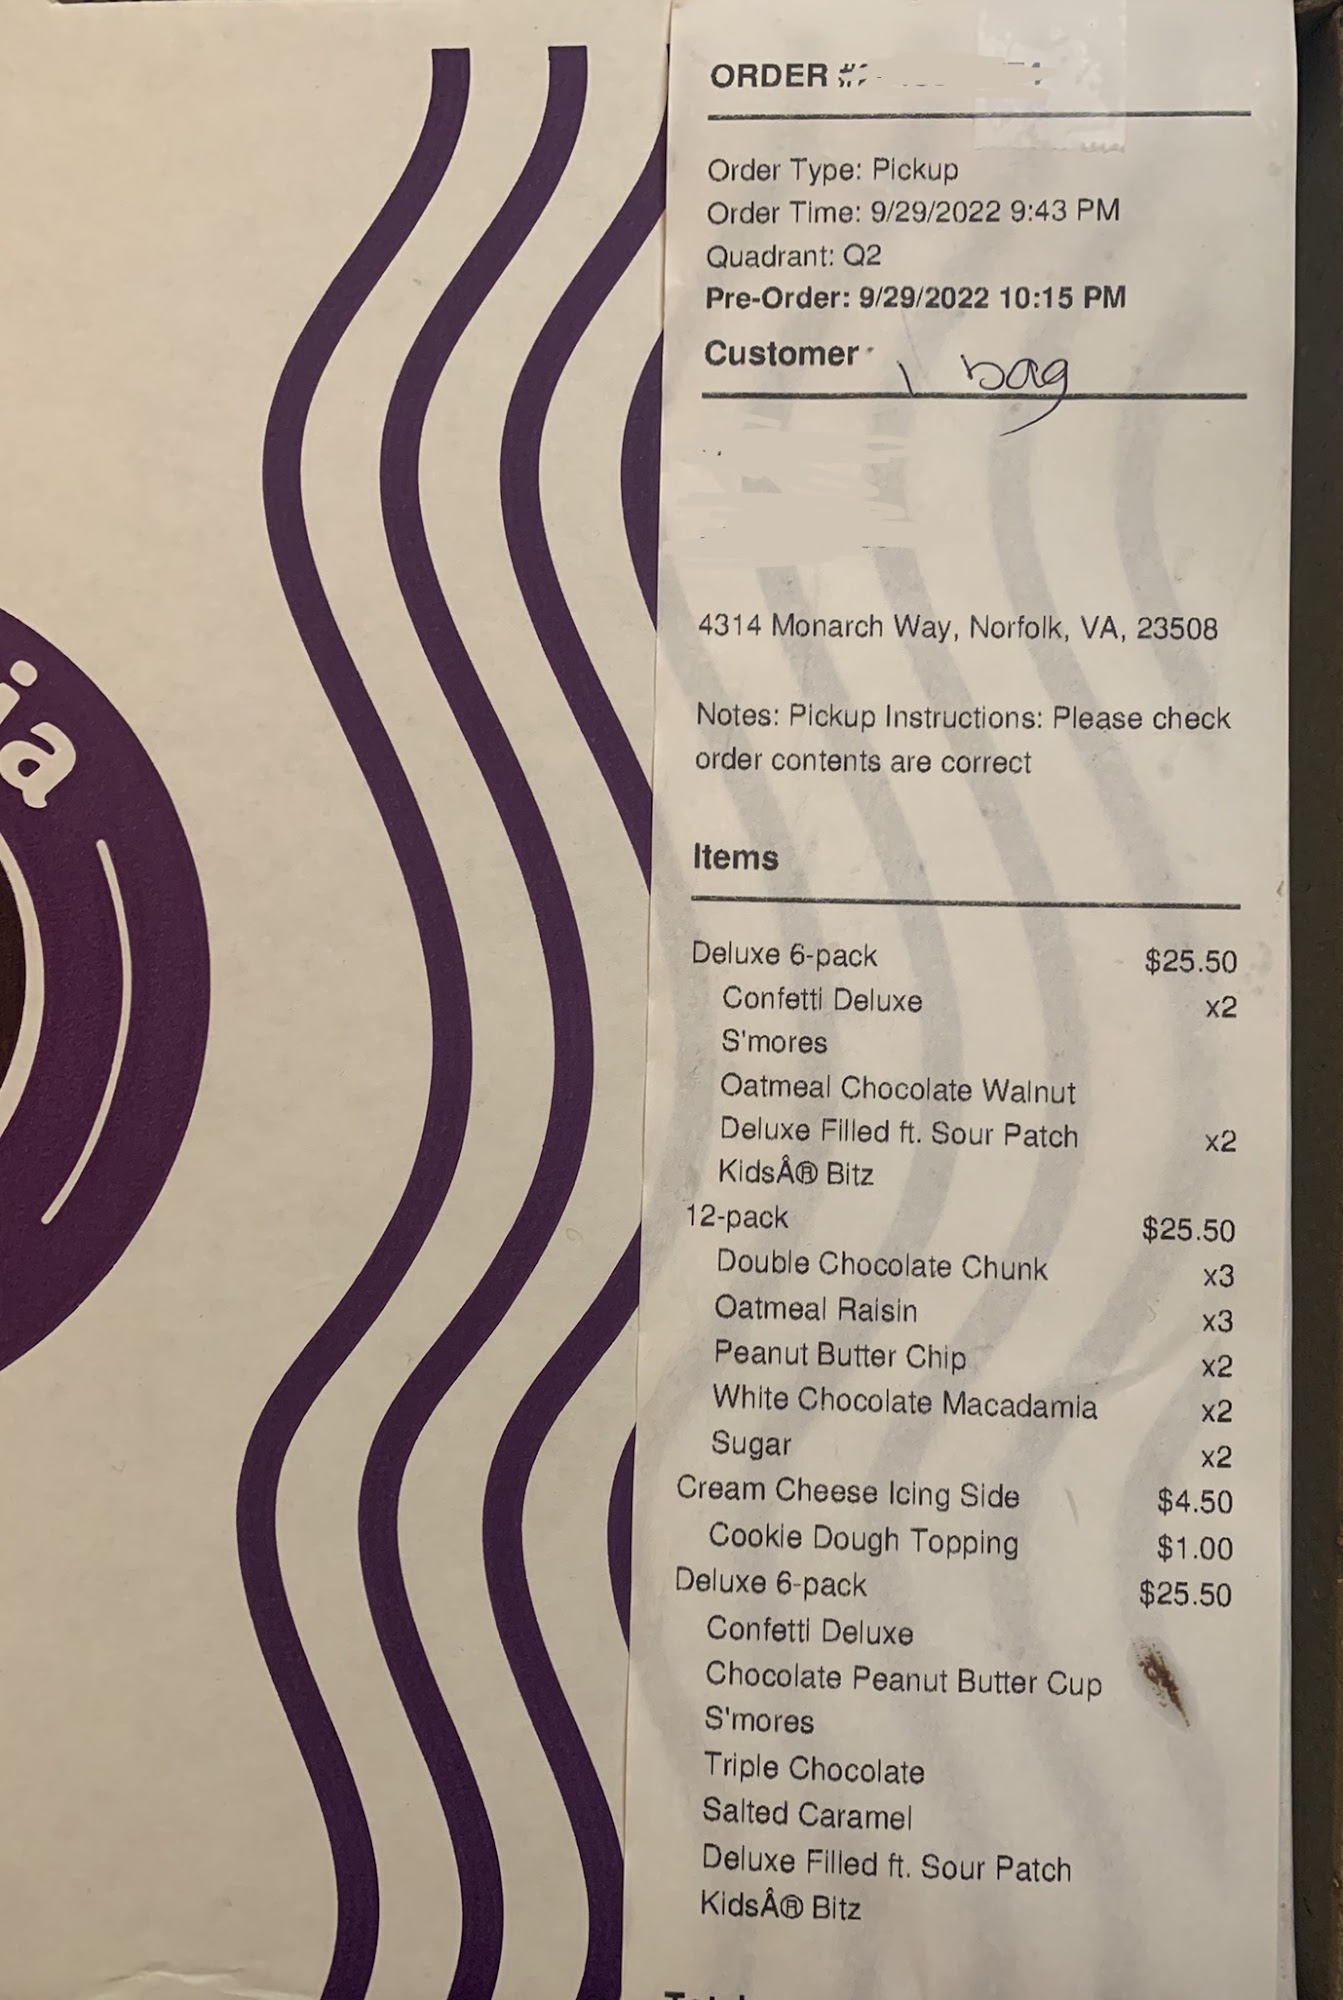 ia
ORDER
Order Type: Pickup
Order Time: 9/29/2022 9:43 PM
Quadrant: Q2
Pre-Order: 9/29/2022 10:15 PM
Customer
1 bag
4314 Monarch Way, Norfolk, VA, 23508
Notes: Pickup Instructions: Please check
order contents are correct
Items
Deluxe 6-pack $25.50
Confetti Deluxe x2
S'mores
Oatmeal Chocolate Walnut
Deluxe Filled ft. Sour Patch x2
KidsÂ® Bitz
12-pack $25.50
Double Chocolate Chunk x3
Oatmeal Raisin x3
Peanut Butter Chip x2
White Chocolate Macadamia x2
Sugar x2
Cream Cheese Icing Side $4.50
Cookie Dough Topping $1.00
Deluxe 6-pack $25.50
Confetti Deluxe
Chocolate Peanut Butter Cup
S'mores
Triple Chocolate
Salted Caramel
Deluxe Filled ft. Sour Patch
KidsÂ® Bitz